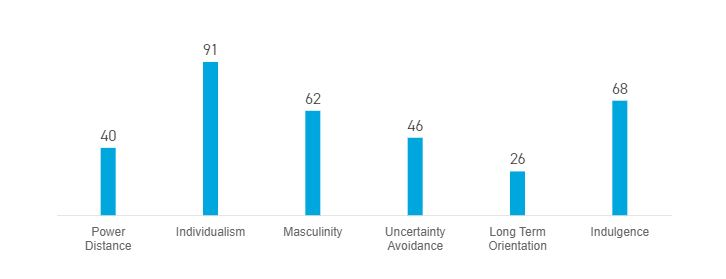 91
68
62
46
40
26
Power
Distance
Individualism
Masculinity
Uncertainty
Avoidance
Long Term
Orientation
Indulgence